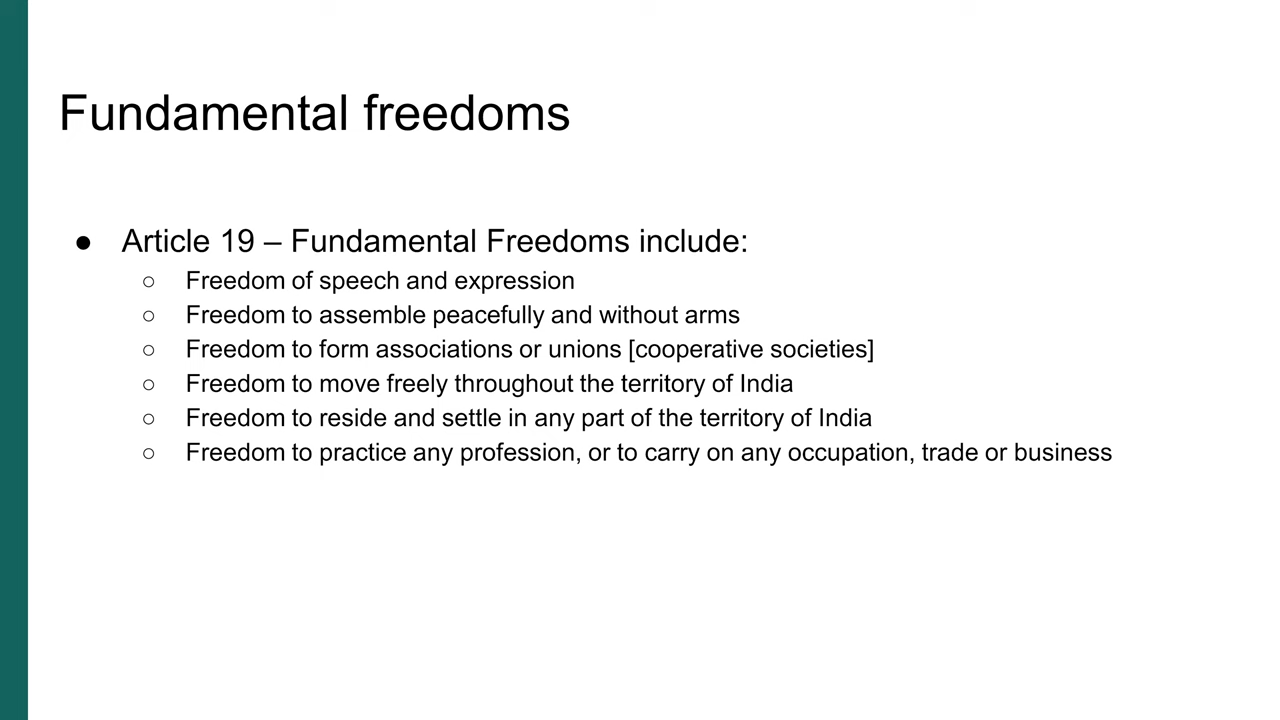 Fundamental freedoms
● Article 19 – Fundamental Freedoms include:
○ Freedom of speech and expression
○ Freedom to assemble peacefully and without arms
○ Freedom to form associations or unions [cooperative societies]
○ Freedom to move freely throughout the territory of India
○ Freedom to reside and settle in any part of the territory of India
○ Freedom to practice any profession, or to carry on any occupation, trade or business